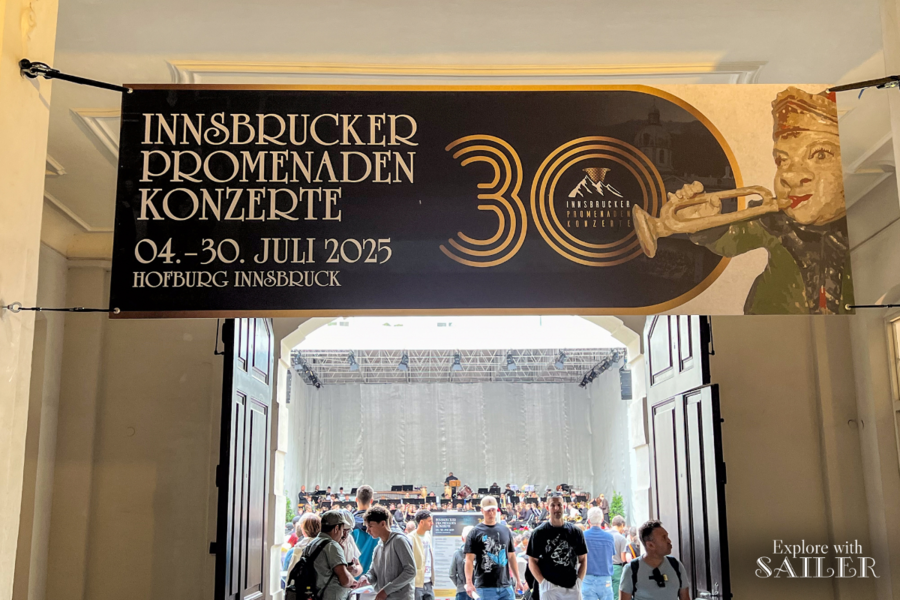 INNSBRUCKER
PROMENADEN
KONZERTE
04.–30. JULI 2025
HOFBURG INNSBRUCK
30
INNSBRUCKER
PROMENADEN
KONZERTE
Explore with
SAILER